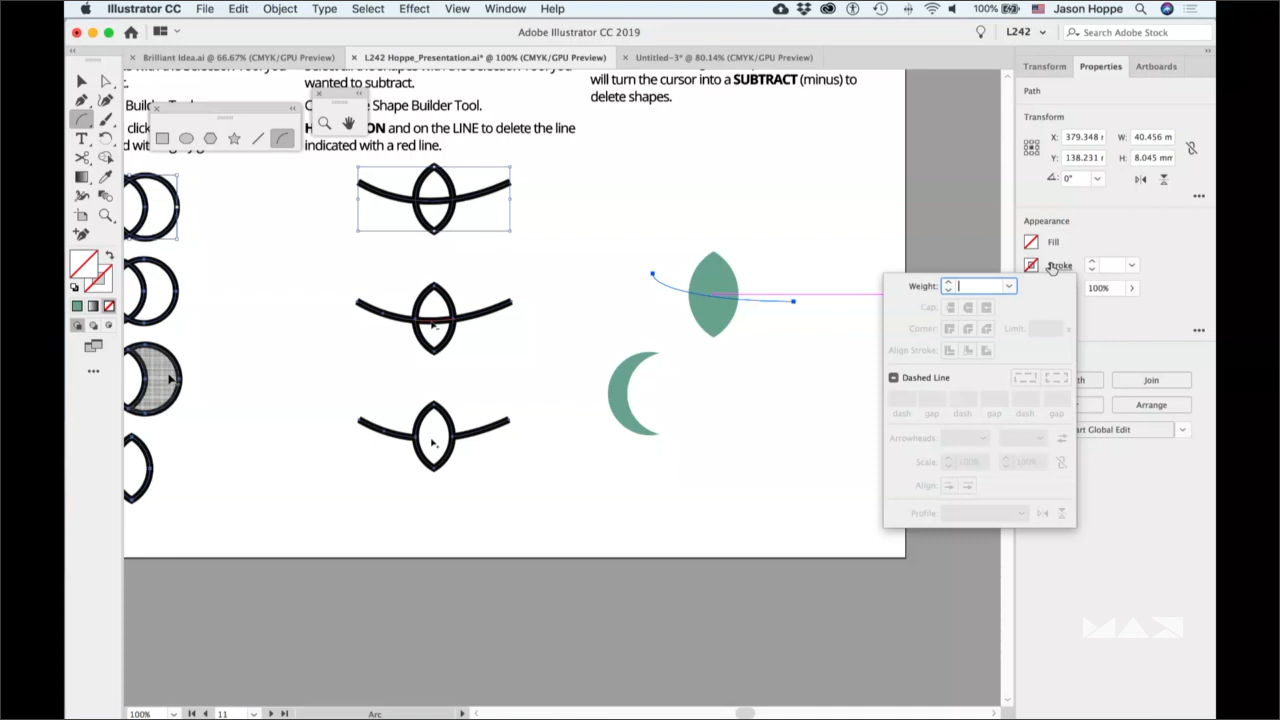 Illustrator CC File Edit Object Type Select Effect View Window Help 100% Jason Hoppe
Adobe Illustrator CC 2019 L242 Search Adobe Stock
Brilliant Idea.ai @ 66.67% (CMYK/GPU Preview) L242 Hoppe_Presentation.ai* @ 100% (CMYK/GPU Preview) Untitled-3* @ 80.14% (CMYK/GPU Preview)
Transform Properties Artboards
wanted to subtract.
e Shape Builder Tool.
and on the LINE to delete the line
indicated with a red line.
will turn the cursor into a SUBTRACT (minus) to
delete shapes.
Path
Transform
X: 379.348 W: 40.456 m
Y: 138.231 H: 8.045 mm
0°
Appearance
Fill
Stroke
100%
Weight:
Cap:
Corner: Limit: x
Align Stroke:
Dashed Line
dash gap dash gap dash gap
Arrowheads:
Scale: 100% 100%
Align:
Profile:
th Join
Arrange
rt Global Edit
MAX
100% 11 Arc